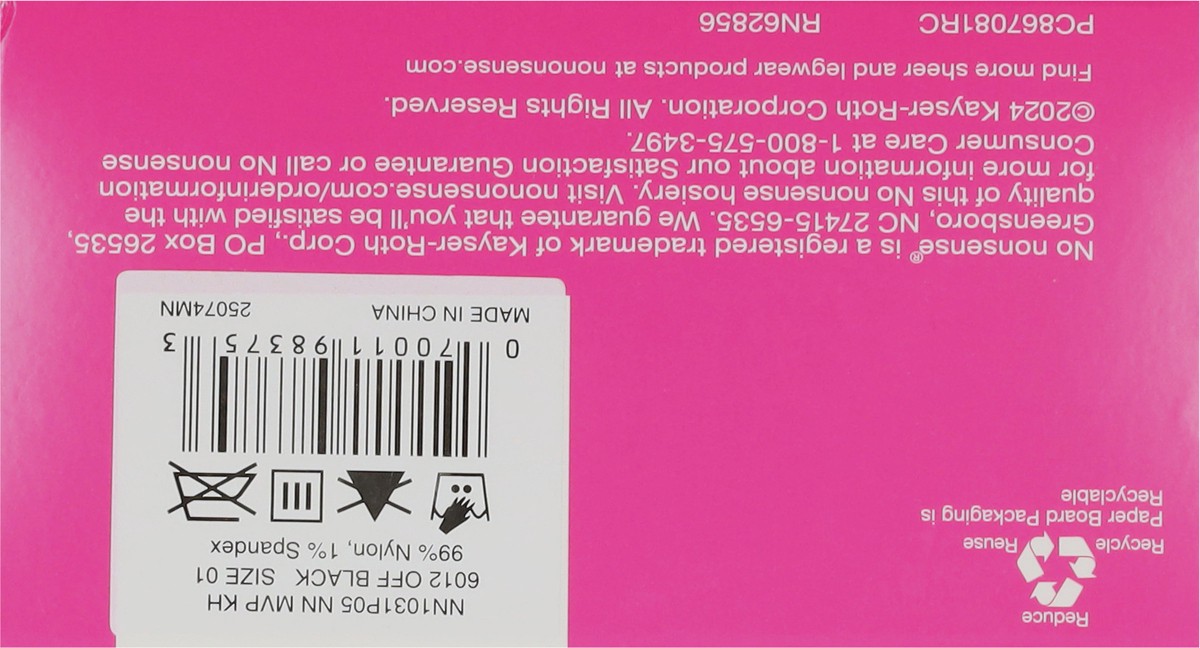 Reduce
Recycle
Reuse
Paper Board Packaging is
Recyclable
NN1031P05 NN MVP KH
6012 OFF BLACK SIZE 01
99% Nylon, 1% Spandex
0 70011 98375 3
MADE IN CHINA 25074MN
No nonsense® is a registered trademark of Kayser-Roth Corp., PO Box 26535,
Greensboro, NC 27415-6535. We guarantee that you'll be satisfied with the
quality of this No nonsense hosiery. Visit nononsense.com/orderinformation
for more information about our Satisfaction Guarantee or call No nonsense
Consumer Care at 1-800-575-3497.
©2024 Kayser-Roth Corporation. All Rights Reserved.
Find more sheer and legwear products at nononsense.com
PC867081RC RN62856